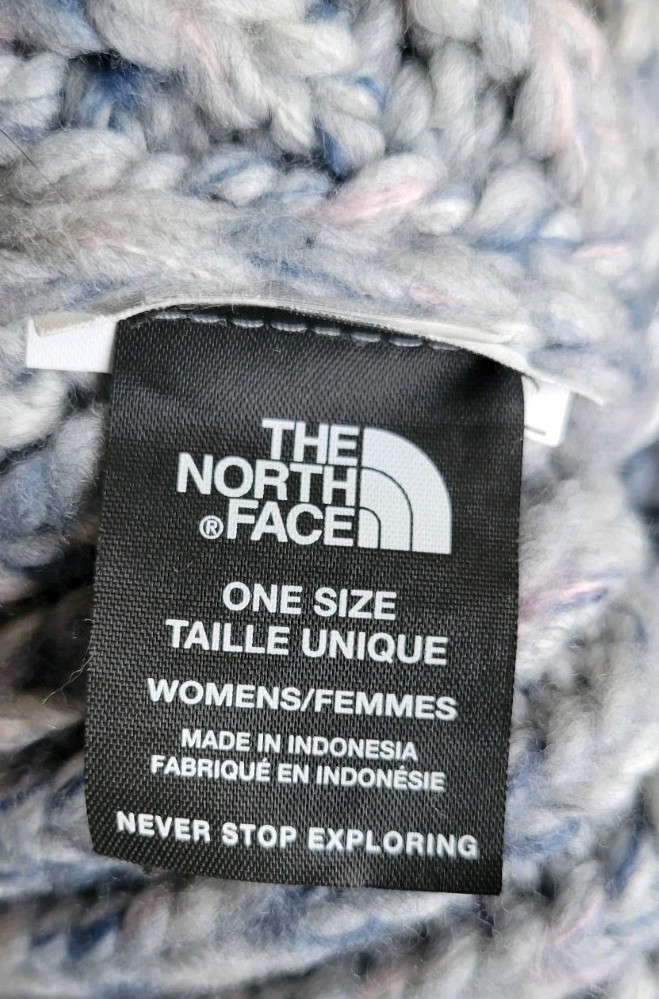 THE
NORTH
®FACE
ONE SIZE
TAILLE UNIQUE
WOMENS/FEMMES
MADE IN INDONESIA
FABRIQUÉ EN INDONÉSIE
NEVER STOP EXPLORING